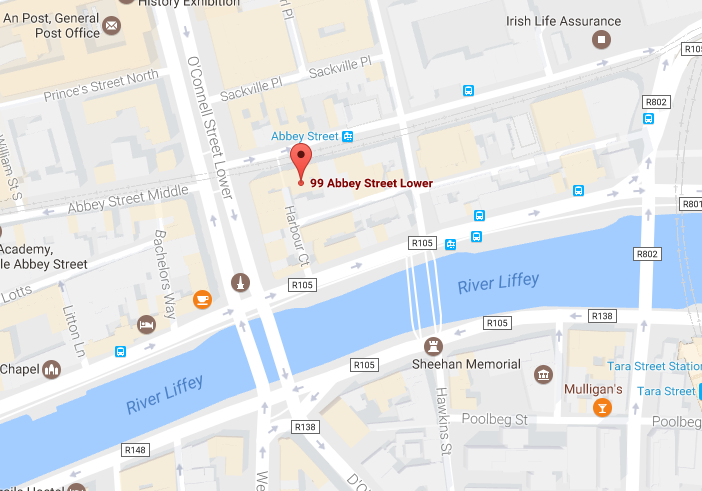 History Exhibition
An Post, General
Post Office
Irish Life Assurance
R105
Prince's Street North
O'Connell Street Lower
Sackville Pl
Sackville Pl
R802
Abbey Street
William St S
99 Abbey Street Lower
Abbey Street Middle
R801
Harbour Ct
Academy,
le Abbey Street
Bachelors Way
R105
R802
Lotts
R105
River Liffey
Litton Ln
R105
R138
Chapel
R105
Sheehan Memorial
Tara Street Station
River Liffey
Mulligan's
Tara Street
Hawkins St
Poolbeg St
Poolbeg
R138
R148
We
D'O
Hostel